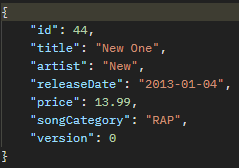 {
    "id": 44,
    "title": "New One",
    "artist": "New",
    "releaseDate": "2013-01-04",
    "price": 13.99,
    "songCategory": "RAP",
    "version": 0
}